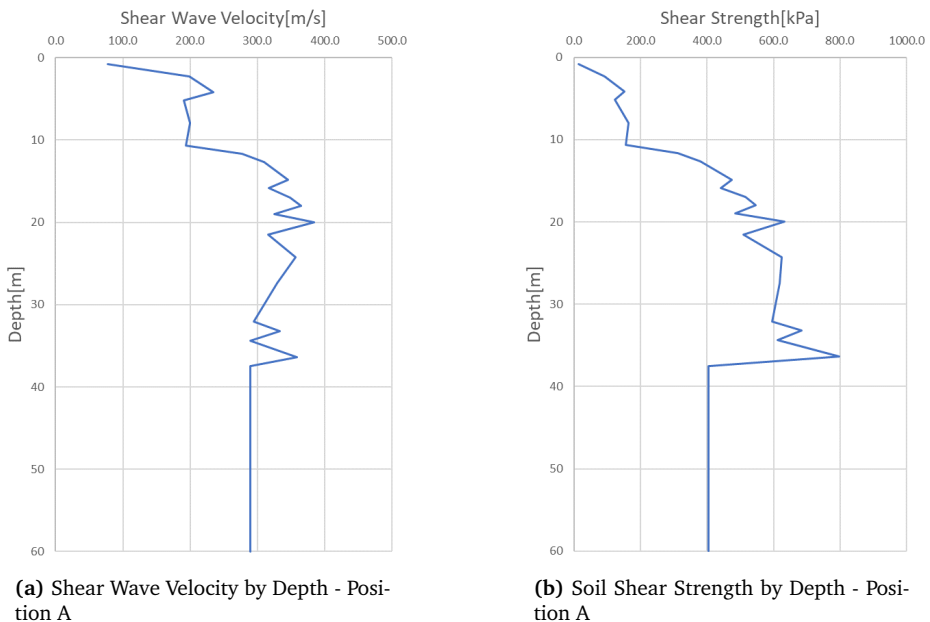 Shear Wave Velocity[m/s]
0.0 100.0 200.0 300.0 400.0 500.0
0
10
20
30
40
50
60
Depth[m]
(a) Shear Wave Velocity by Depth - Posi-
tion A
Shear Strength[kPa]
0.0 200.0 400.0 600.0 800.0 1000.0
0
10
20
30
40
50
60
Depth[m]
(b) Soil Shear Strength by Depth - Posi-
tion A